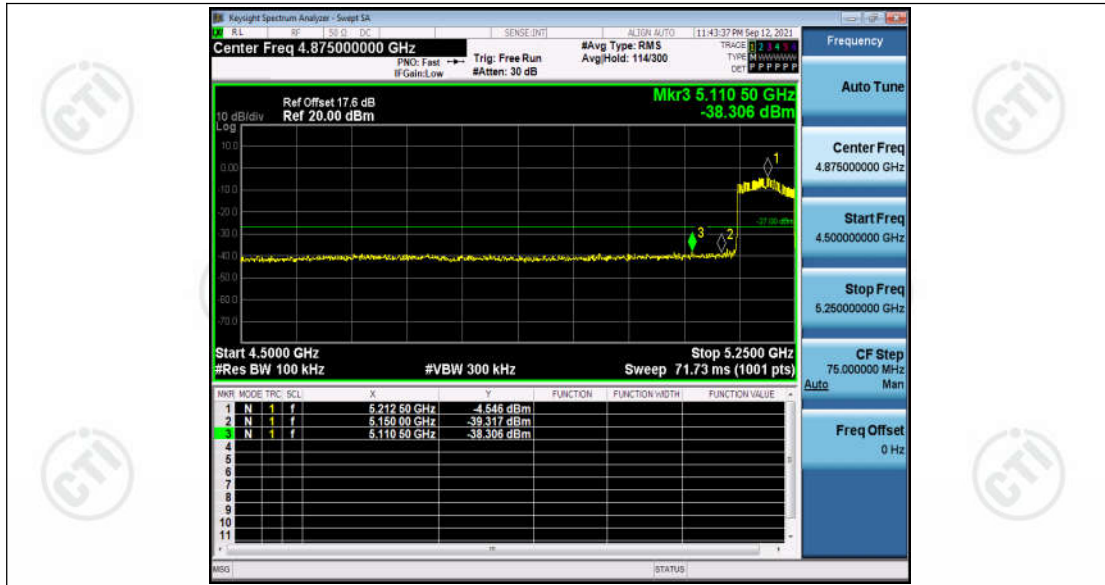 Keysight Spectrum Analyzer - Swept SA
RL RF 50 Ω DC SENSE:INT ALIGN AUTO 11:43:37 PM Sep 12, 2021
Center Freq 4.875000000 GHz
PNO: Fast
IFGain:Low
Trig: Free Run
#Atten: 30 dB
#Avg Type: RMS
Avg|Hold: 114/300
TRACE 1 2 3 4 5 6
TYPE M WWWWW
DET P P P P P P
Frequency
Auto Tune
Center Freq
4.875000000 GHz
Start Freq
4.500000000 GHz
Stop Freq
5.250000000 GHz
CF Step
75.000000 MHz
Auto Man
Freq Offset
0 Hz
Mkr3 5.110 50 GHz
-38.306 dBm
Ref Offset 17.6 dB
10 dB/div Ref 20.00 dBm
Log
10.0
0.00
-10.0
-20.0
-30.0
-40.0
-50.0
-60.0
-70.0
1
-37.00 dBm
3
2
Start 4.5000 GHz Stop 5.2500 GHz
#Res BW 100 kHz #VBW 300 kHz Sweep 71.73 ms (1001 pts)
MKR MODE TRC SCL X Y FUNCTION FUNCTION WIDTH FUNCTION VALUE
1 N 1 f 5.212 50 GHz -4.546 dBm
2 N 1 f 5.150 00 GHz -39.317 dBm
3 N 1 f 5.110 50 GHz -38.306 dBm
4
5
6
7
8
9
10
11
MSG STATUS
CTI
CTI
CTI
CTI